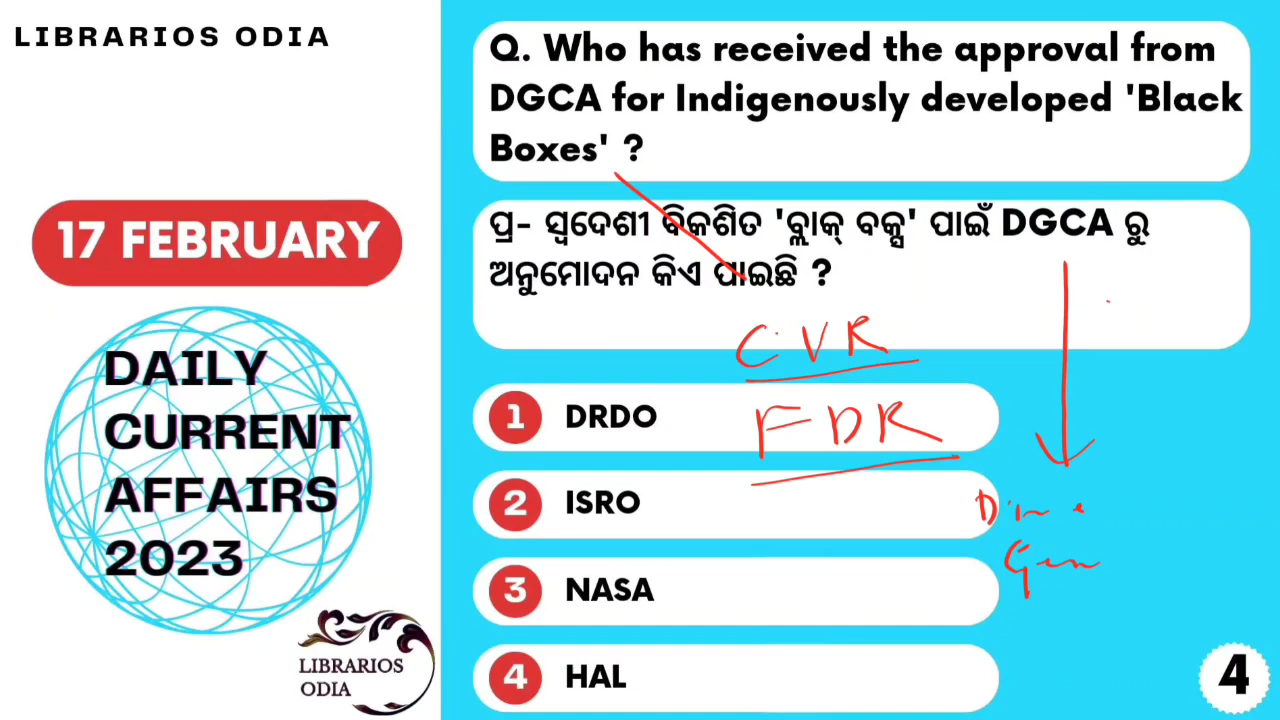 LIBRARIOS ODIA
17 FEBRUARY
DAILY
CURRENT
AFFAIRS
2023
LIBRARIOS
ODIA
Q. Who has received the approval from
DGCA for Indigenously developed 'Black
Boxes' ?
ପ୍ର- ସ୍ୱଦେଶୀ ବିକଶିତ 'ବ୍ଲାକ୍ ବକ୍ସ' ପାଇଁ DGCA ରୁ
ଅନୁମୋଦନ କିଏ ପାଇଛି ?
CVR
1 DRDO
FDR
2 ISRO
Gen
3 NASA
4 HAL
4